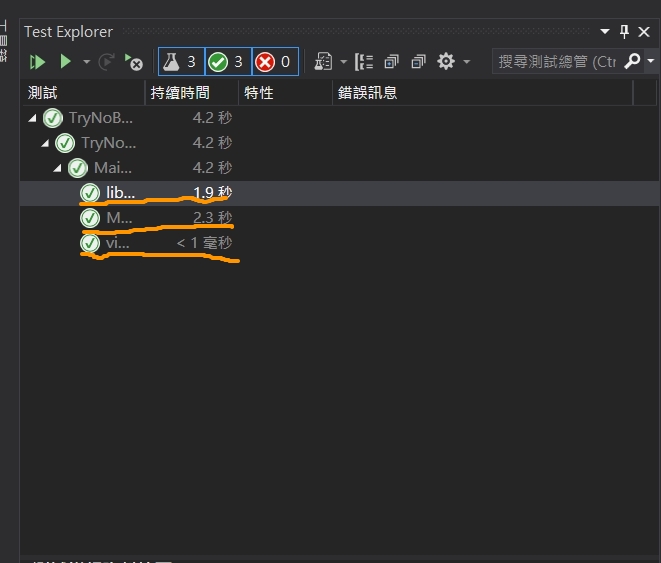 Test Explorer
3 3 0 搜尋測試總管 (Ctr
測試 持續時間 特性 錯誤訊息
TryNoB... 4.2 秒
TryNo... 4.2 秒
Mai... 4.2 秒
lib... 1.9 秒
M... 2.3 秒
vi... < 1 毫秒